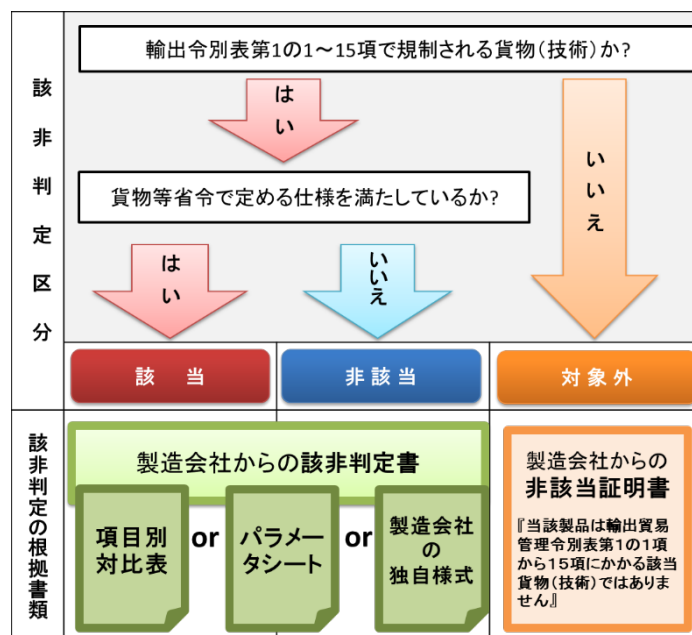 輸出令別表第1の1～15項で規制される貨物(技術)か?
該非判定区分
はい
いいえ
貨物等省令で定める仕様を満たしているか?
はい
いいえ
該 当
非該当
対象外
該非判定の根拠書類
製造会社からの該非判定書
項目別
対比表
or
パラメー
タシート
or
製造会社
の
独自様式
製造会社からの
非該当証明書
『当該製品は輸出貿易
管理令別表第1の1項
から15項にかかる該当
貨物(技術)ではありま
せん』